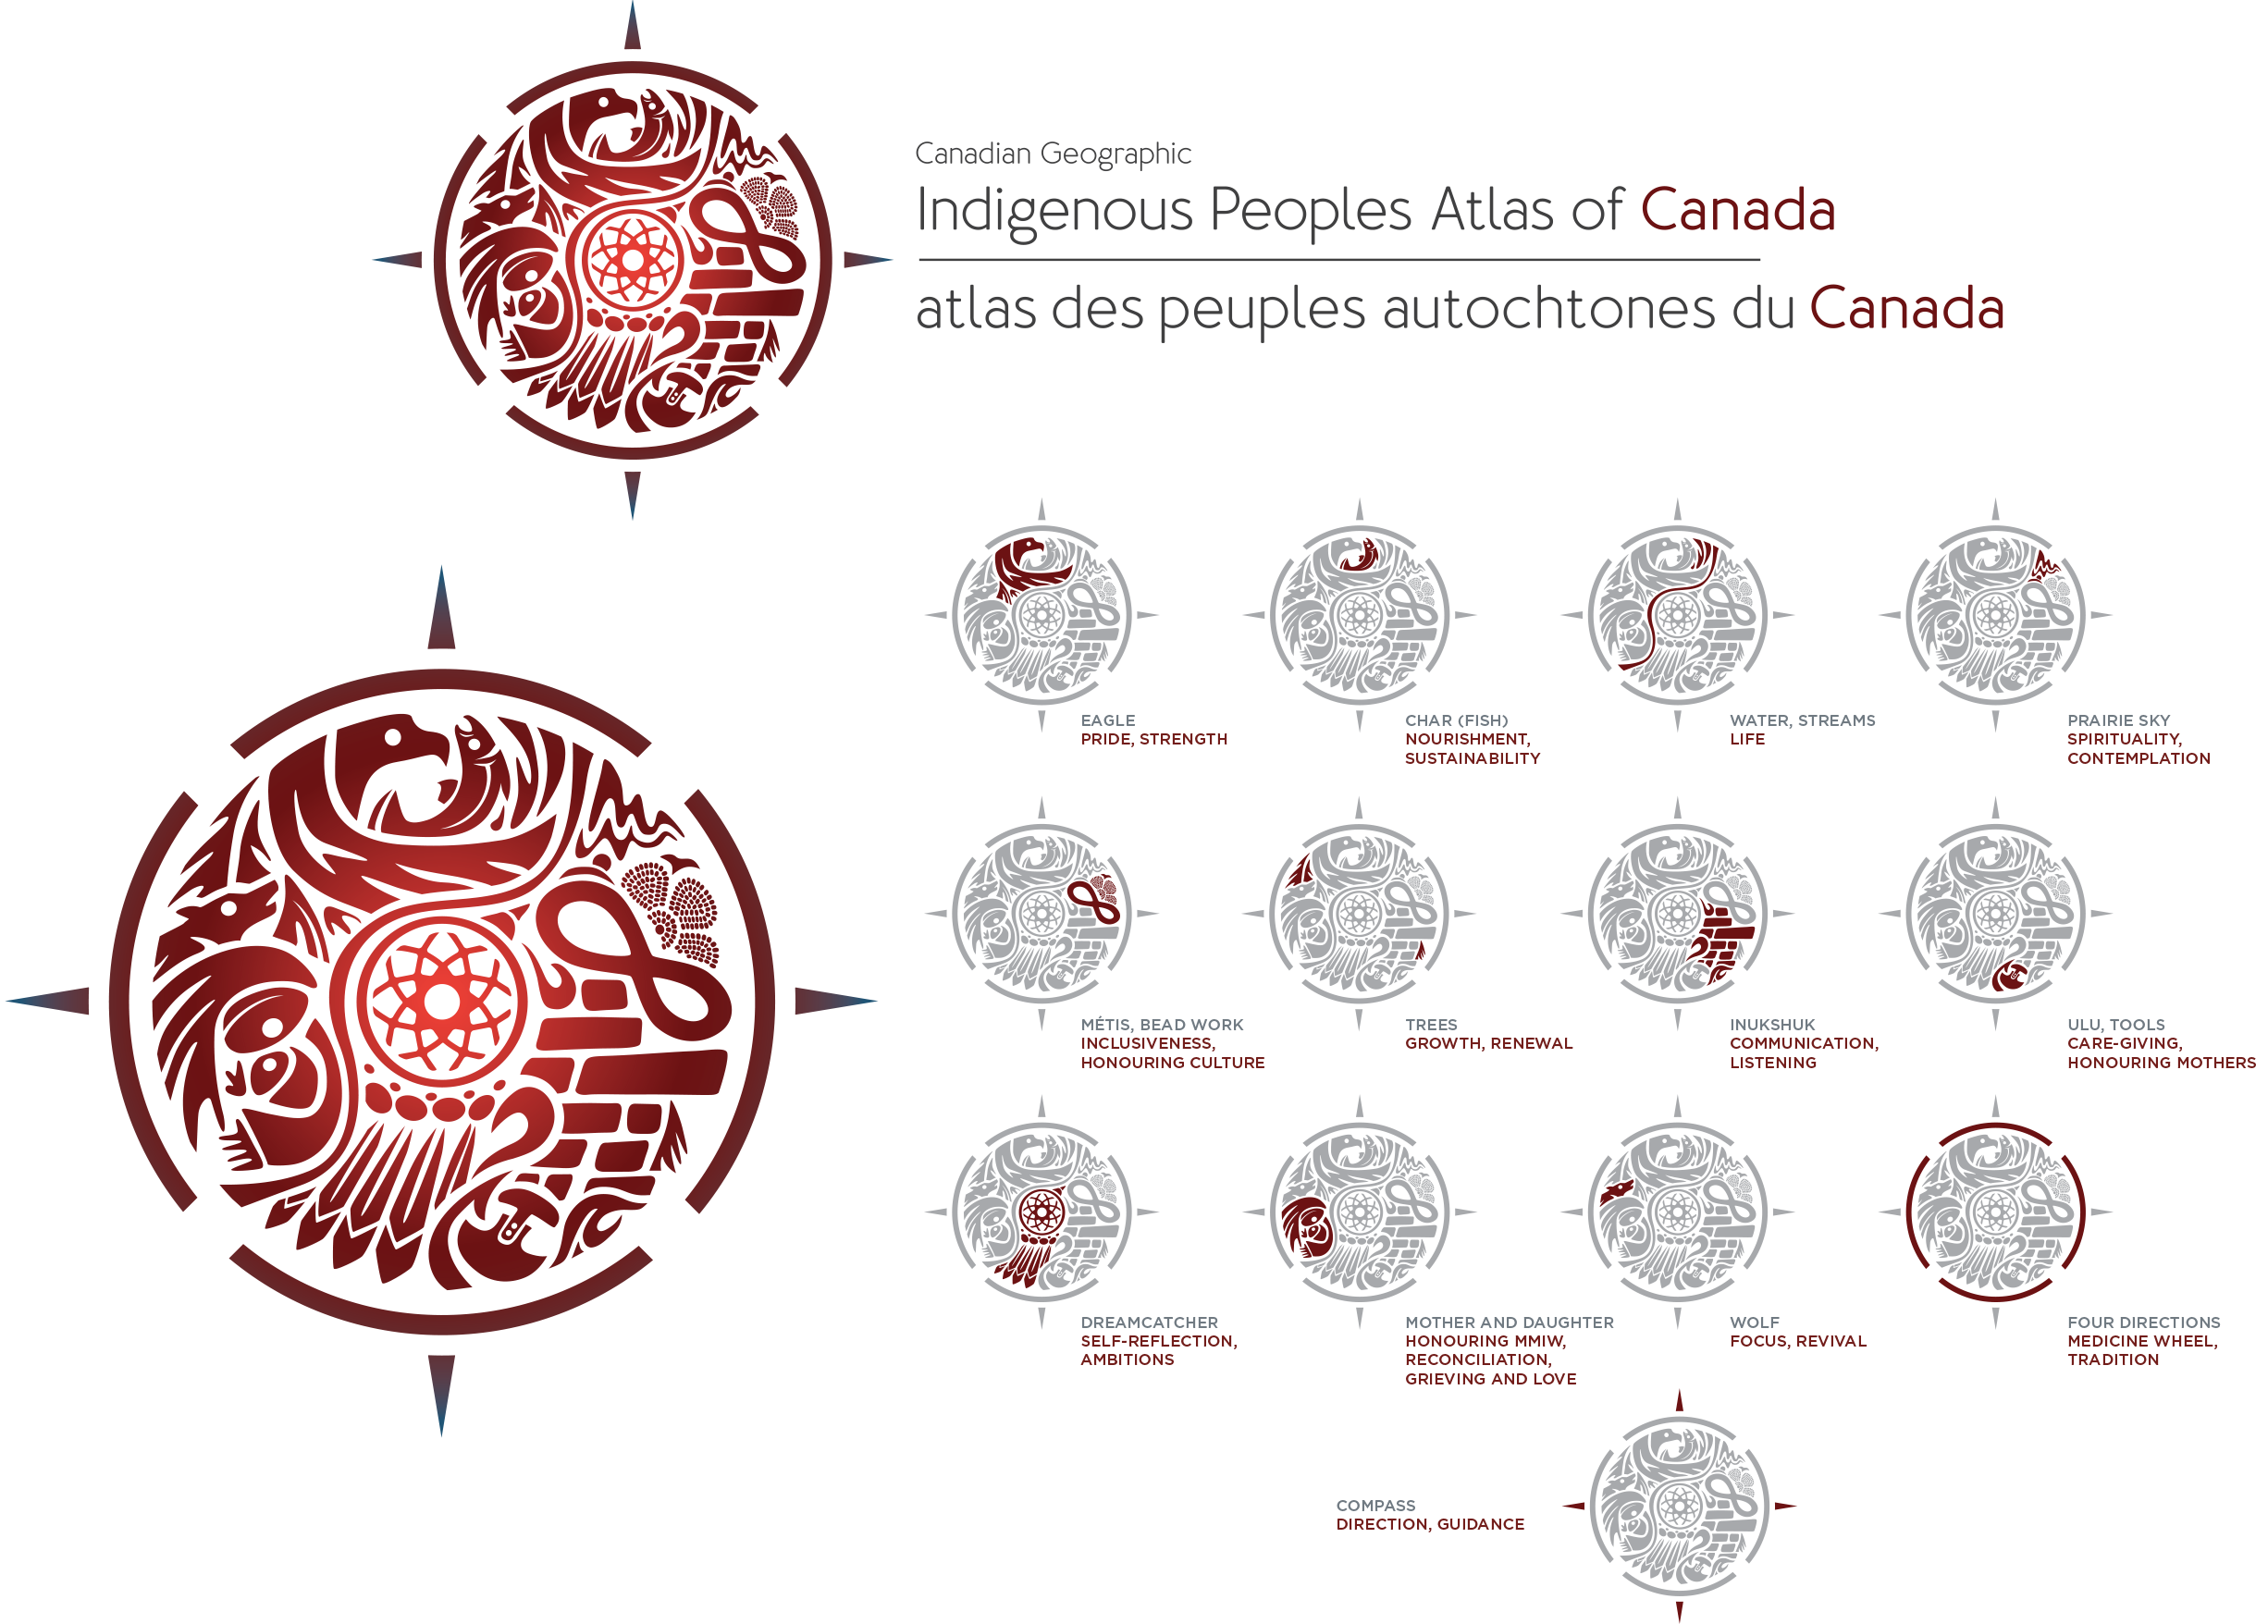 Canadian Geographic
Indigenous Peoples Atlas of Canada
atlas des peuples autochtones du Canada
EAGLE
PRIDE, STRENGTH
CHAR (FISH)
NOURISHMENT,
SUSTAINABILITY
WATER, STREAMS
LIFE
PRAIRIE SKY
SPIRITUALITY,
CONTEMPLATION
MÉTIS, BEAD WORK
INCLUSIVENESS,
HONOURING CULTURE
TREES
GROWTH, RENEWAL
INUKSHUK
COMMUNICATION,
LISTENING
ULU, TOOLS
CARE-GIVING,
HONOURING MOTHERS
DREAMCATCHER
SELF-REFLECTION,
AMBITIONS
MOTHER AND DAUGHTER
HONOURING MMIW,
RECONCILIATION,
GRIEVING AND LOVE
WOLF
FOCUS, REVIVAL
FOUR DIRECTIONS
MEDICINE WHEEL,
TRADITION
COMPASS
DIRECTION, GUIDANCE